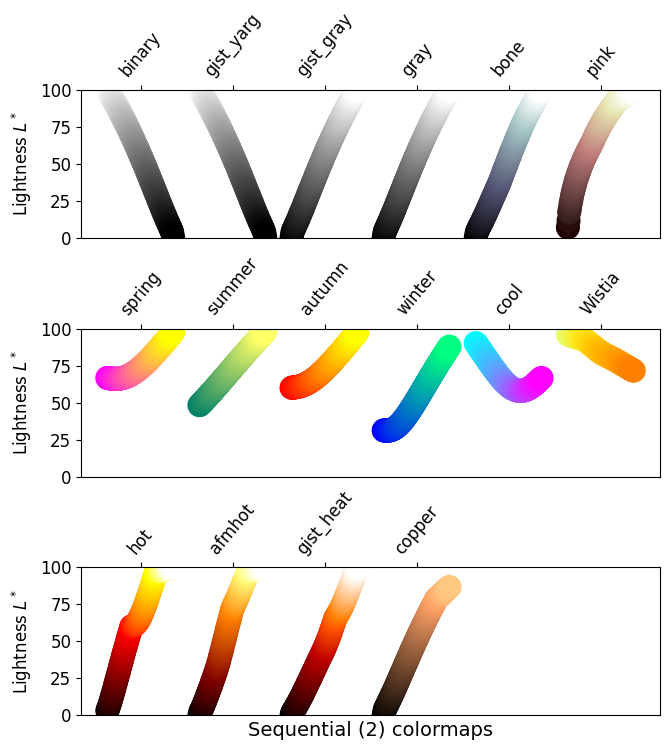 binary gist_yarg gist_gray gray bone pink
100
75
50
25
0
Lightness L*
spring summer autumn winter cool Wistia
100
75
50
25
0
Lightness L*
hot afmhot gist_heat copper
100
75
50
25
0
Lightness L*
Sequential (2) colormaps